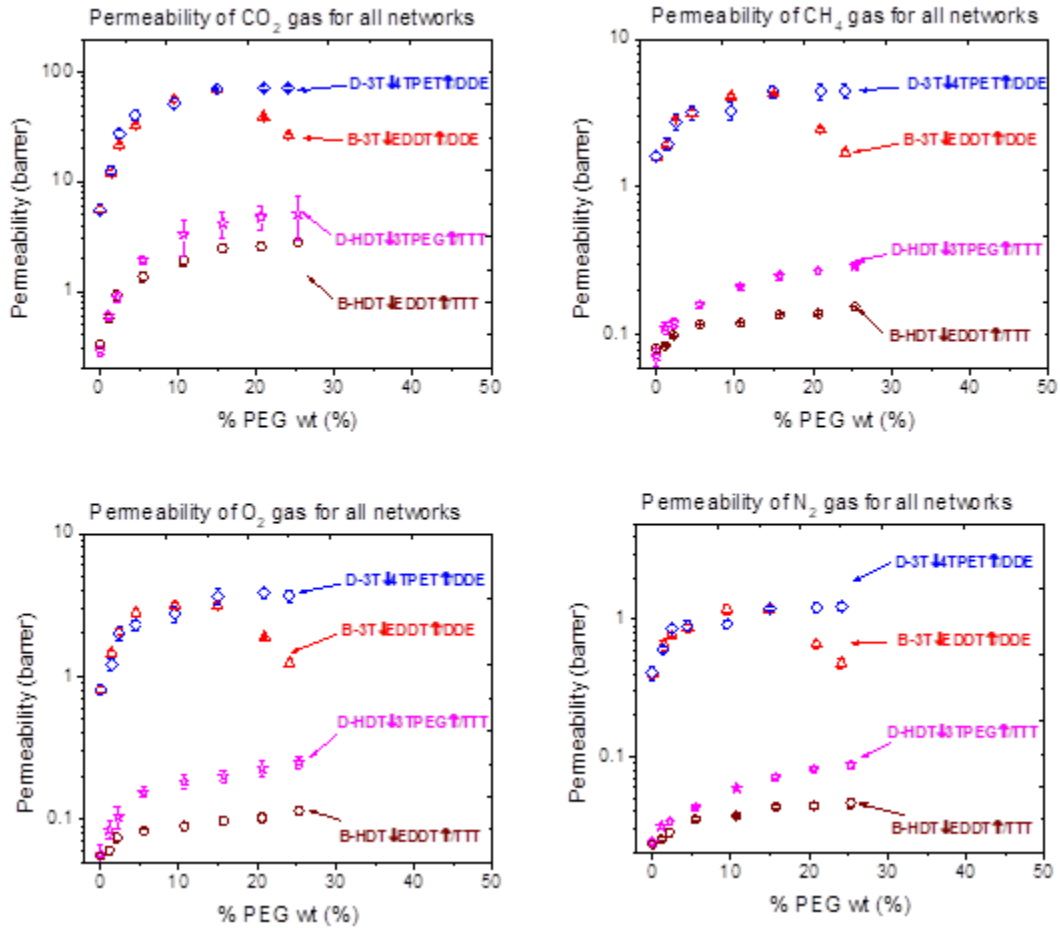 Permeability of CO2 gas for all networks
100
10
1
Permeability (barrer)
D-3T⬇4TPET⬆/DDE
B-3T⬇EDDT⬆/DDE
D-HDT⬇3TPEG⬆/TTT
B-HDT⬇EDDT⬆/TTT
0 10 20 30 40 50
% PEG wt (%)
Permeability of CH4 gas for all networks
10
1
0.1
Permeability (barrer)
D-3T⬇4TPET⬆/DDE
B-3T⬇EDDT⬆/DDE
D-HDT⬇3TPEG⬆/TTT
B-HDT⬇EDDT⬆/TTT
0 10 20 30 40 50
% PEG wt (%)
Permeability of O2 gas for all networks
10
1
0.1
Permeability (barrer)
D-3T⬇4TPET⬆/DDE
B-3T⬇EDDT⬆/DDE
D-HDT⬇3TPEG⬆/TTT
B-HDT⬇EDDT⬆/TTT
0 10 20 30 40 50
% PEG wt (%)
Permeability of N2 gas for all networks
1
0.1
Permeability (barrer)
D-3T⬇4TPET⬆/DDE
B-3T⬇EDDT⬆/DDE
D-HDT⬇3TPEG⬆/TTT
B-HDT⬇EDDT⬆/TTT
0 10 20 30 40 50
% PEG wt (%)